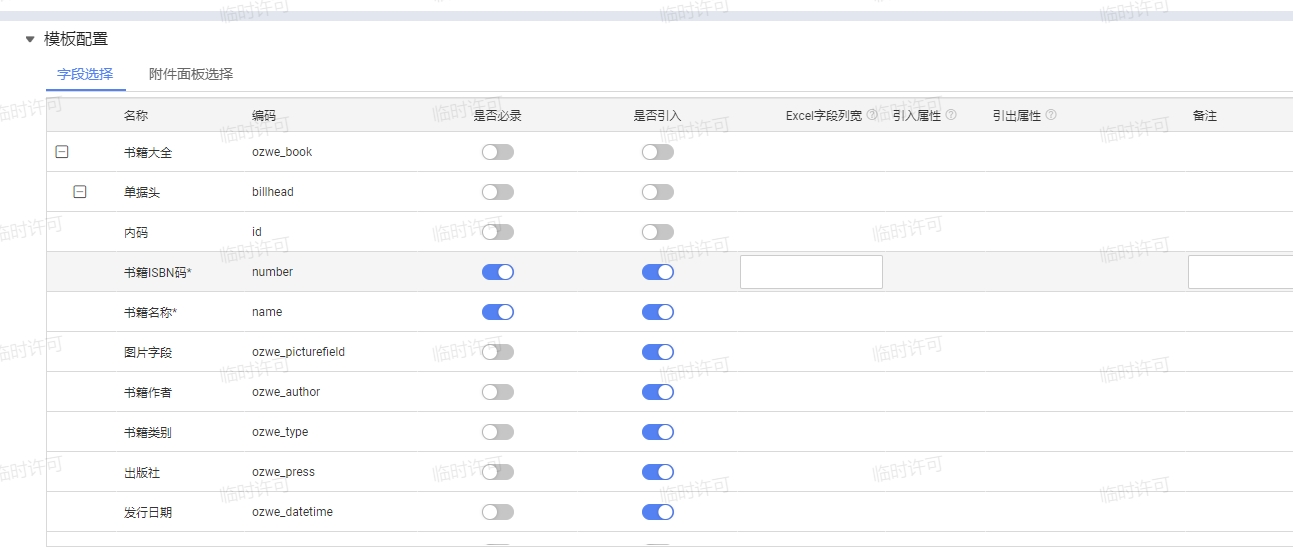 模板配置
字段选择 附件面板选择
名称 编码 是否必录 是否引入 Excel字段列宽 引入属性 引出属性 备注
书籍大全 ozwe_book
单据头 billhead
内码 id
书籍ISBN码* number
书籍名称* name
图片字段 ozwe_picturefield
书籍作者 ozwe_author
书籍类别 ozwe_type
出版社 ozwe_press
发行日期 ozwe_datetime
临时许可